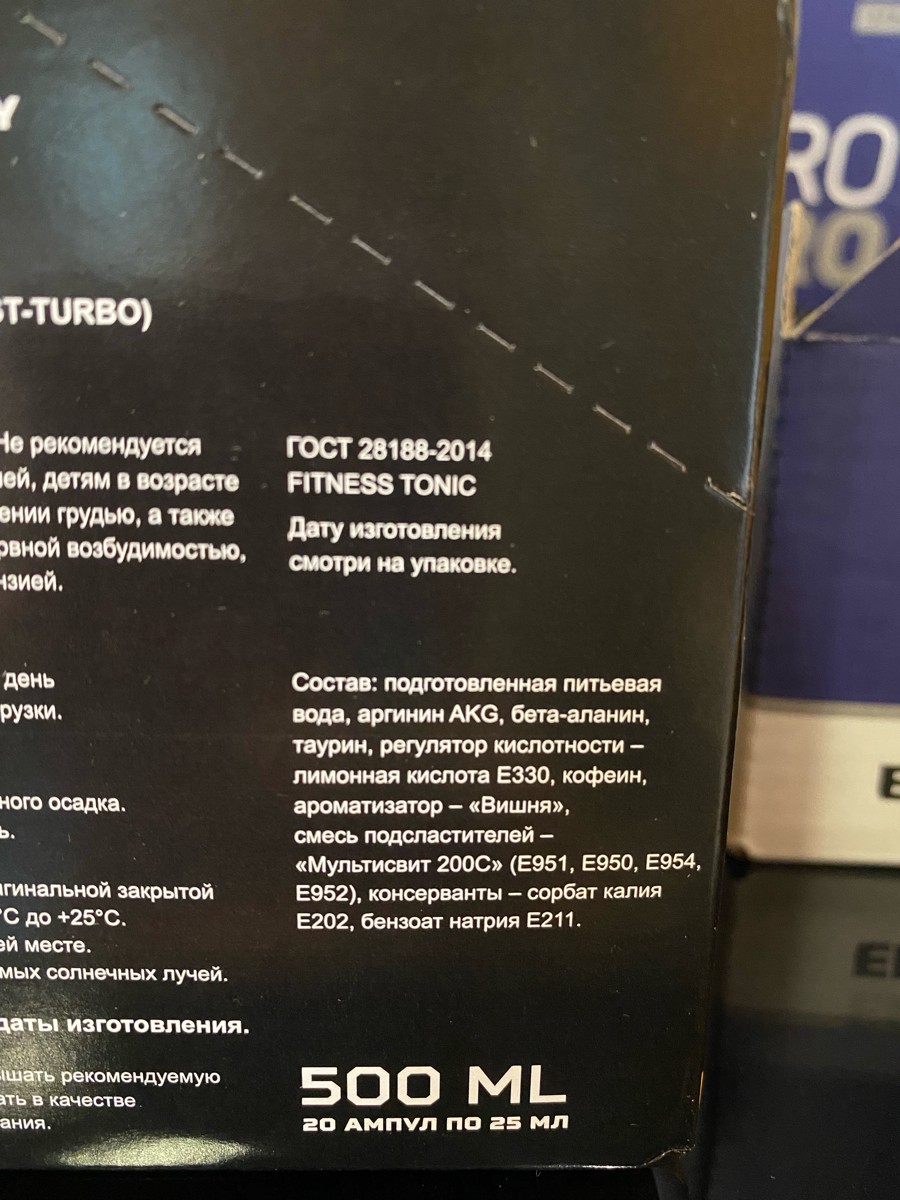 Y
ST-TURBO)
Не рекомендуется
ей, детям в возрасте
ении грудью, а также
рвной возбудимостью,
нзией.
ГОСТ 28188-2014
FITNESS TONIC
Дату изготовления
смотри на упаковке.
день
рузки.
ного осадка.
ь.
гинальной закрытой
°C до +25°C.
ей месте.
мых солнечных лучей.
даты изготовления.
ышать рекомендуемую
ать в качестве
ания.
Состав: подготовленная питьевая
вода, аргинин AKG, бета-аланин,
таурин, регулятор кислотности –
лимонная кислота Е330, кофеин,
ароматизатор – «Вишня»,
смесь подсластителей –
«Мультисвит 200С» (Е951, Е950, Е954,
Е952), консерванты – сорбат калия
Е202, бензоат натрия Е211.
500 ML
20 АМПУЛ ПО 25 МЛ
RO
RO
E
E